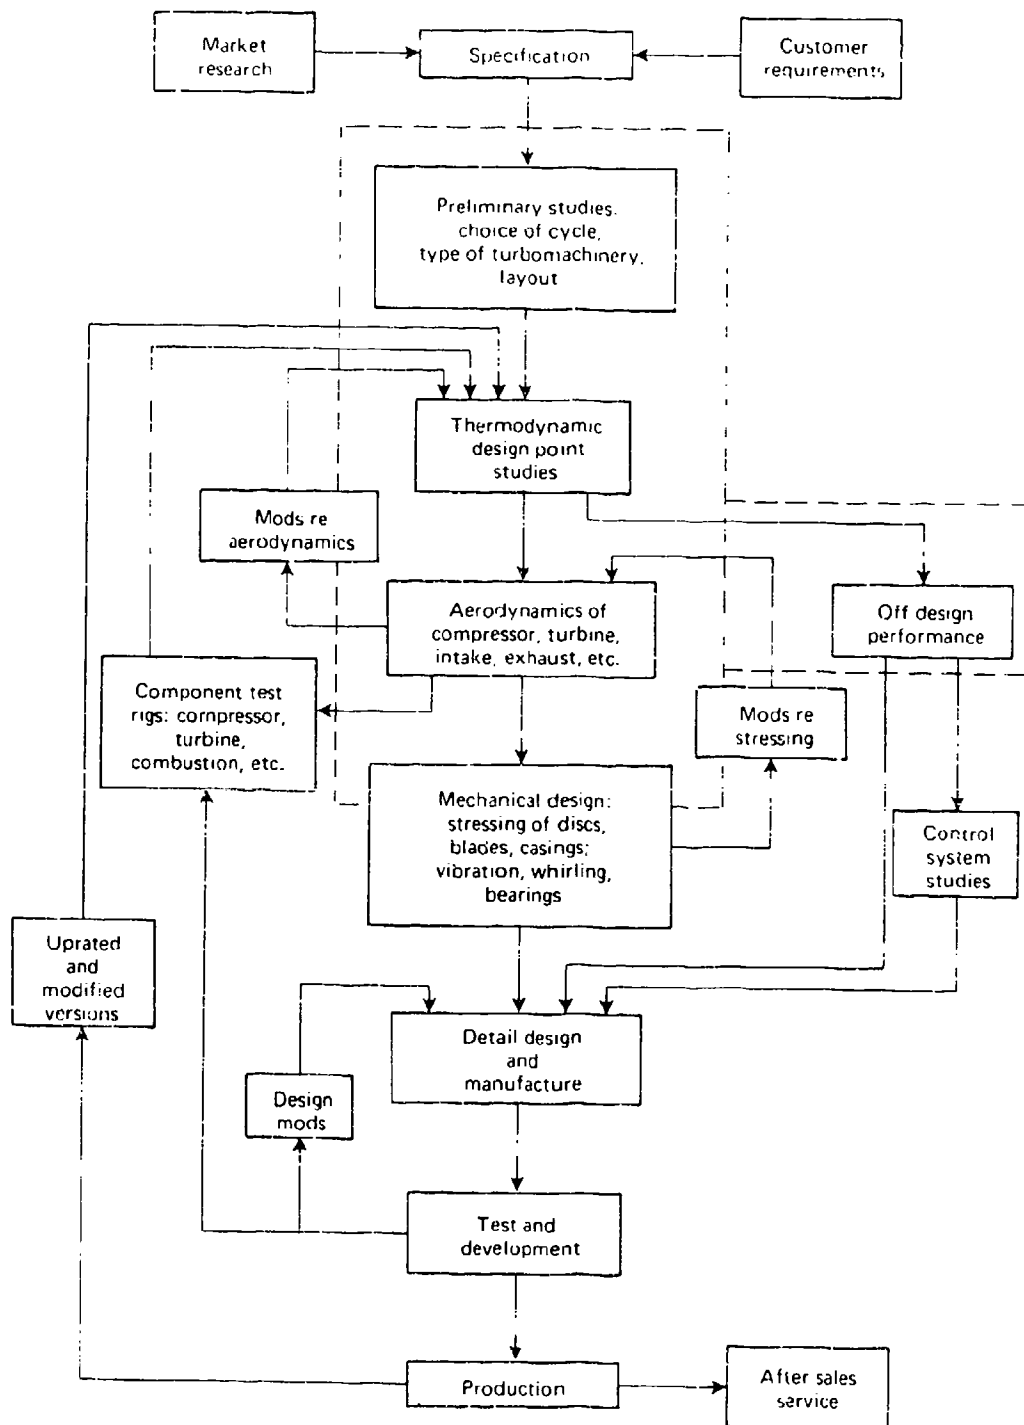 Market
research
Specification
Customer
requirements
Preliminary studies.
choice of cycle,
type of turbomachinery,
layout
Thermodynamic
design point
studies
Mods re
aerodynamics
Aerodynamics of
compressor, turbine,
intake, exhaust, etc.
Off design
performance
Component test
rigs: compressor,
turbine,
combustion, etc.
Mods re
stressing
Mechanical design:
stressing of discs,
blades, casings;
vibration, whirling,
bearings
Control
system
studies
Uprated
and
modified
versions
Detail design
and
manufacture
Design
mods
Test and
development
Production
After sales
service